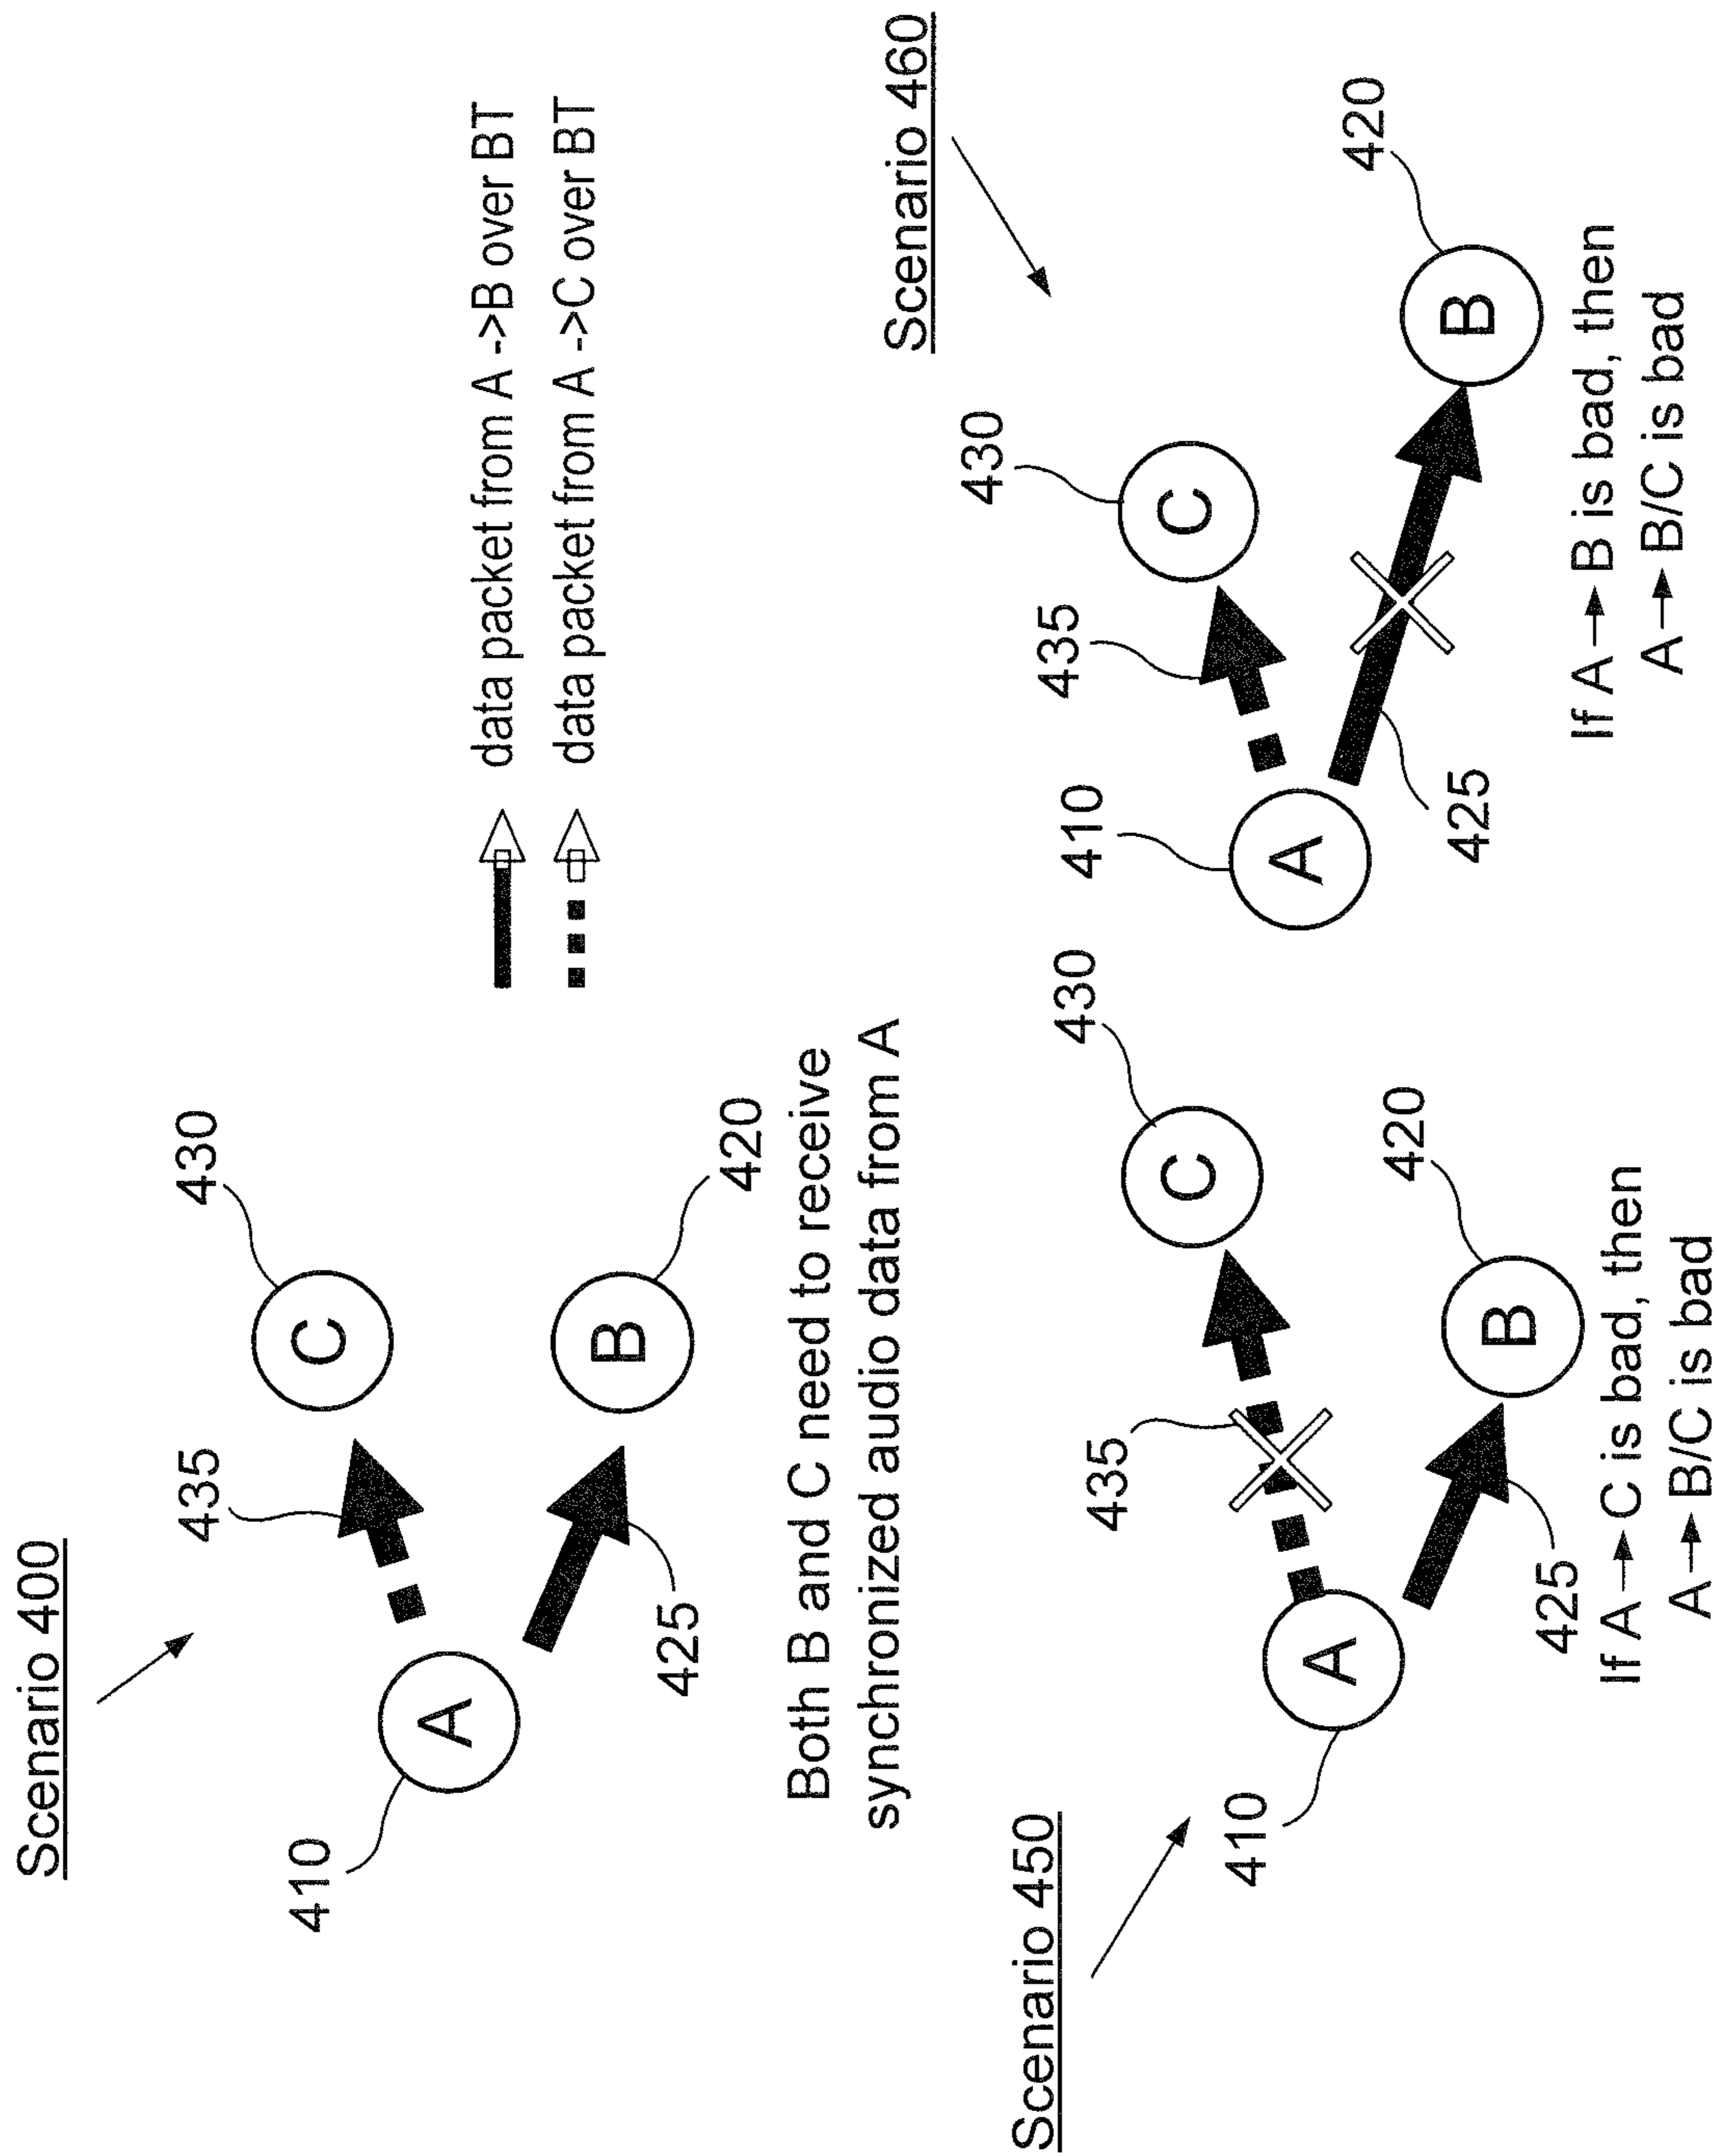 Scenario 400
430
435
C
410
A
B
425
420
Both B and C need to receive
synchronized audio data from A
data packet from A ->B over BT
data packet from A ->C over BT
Scenario 450
430
435
C
410
A
B
425
420
If A → C is bad, then
A → B/C is bad
Scenario 460
430
435
C
410
A
B
425
420
If A → B is bad, then
A → B/C is bad